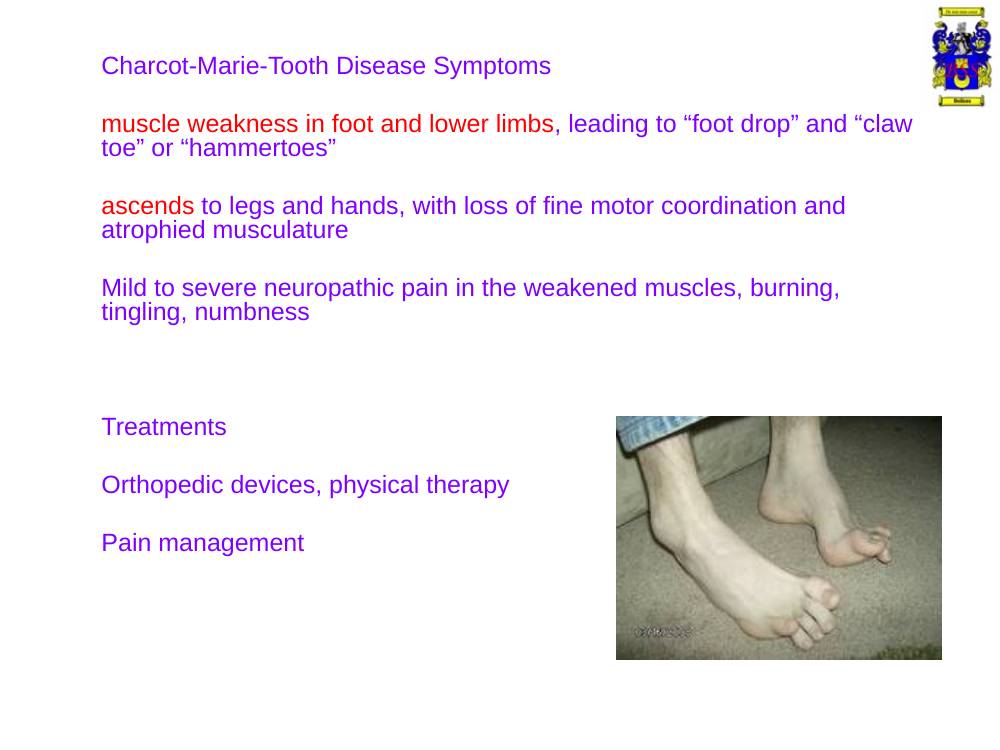 Charcot-Marie-Tooth Disease Symptoms
muscle weakness in foot and lower limbs, leading to “foot drop” and “claw
toe” or “hammertoes”
ascends to legs and hands, with loss of fine motor coordination and
atrophied musculature
Mild to severe neuropathic pain in the weakened muscles, burning,
tingling, numbness
Treatments
Orthopedic devices, physical therapy
Pain management